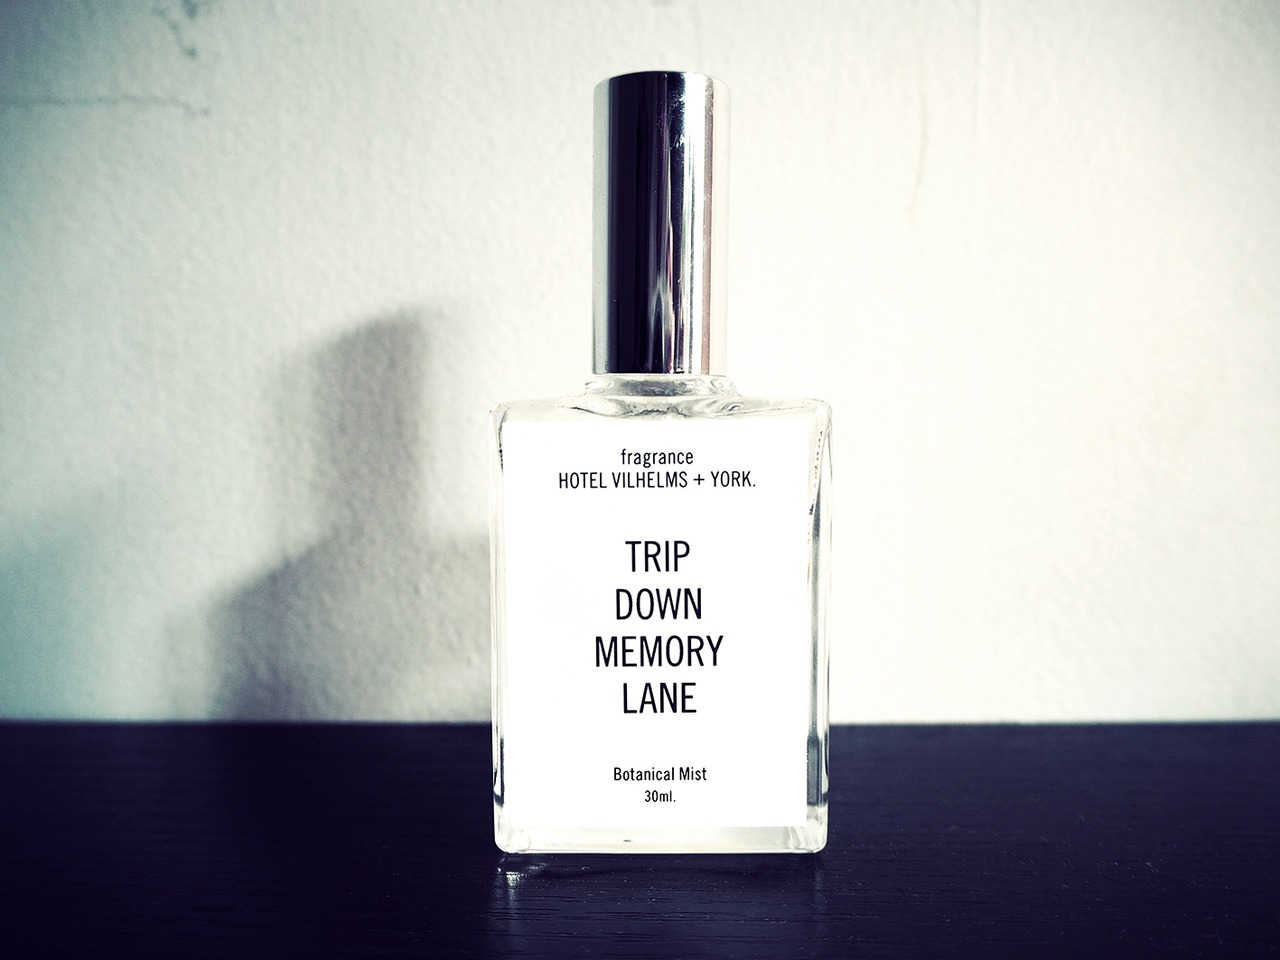 fragrance
HOTEL VILHELMS + YORK.
TRIP
DOWN
MEMORY
LANE
Botanical Mist
30ml.